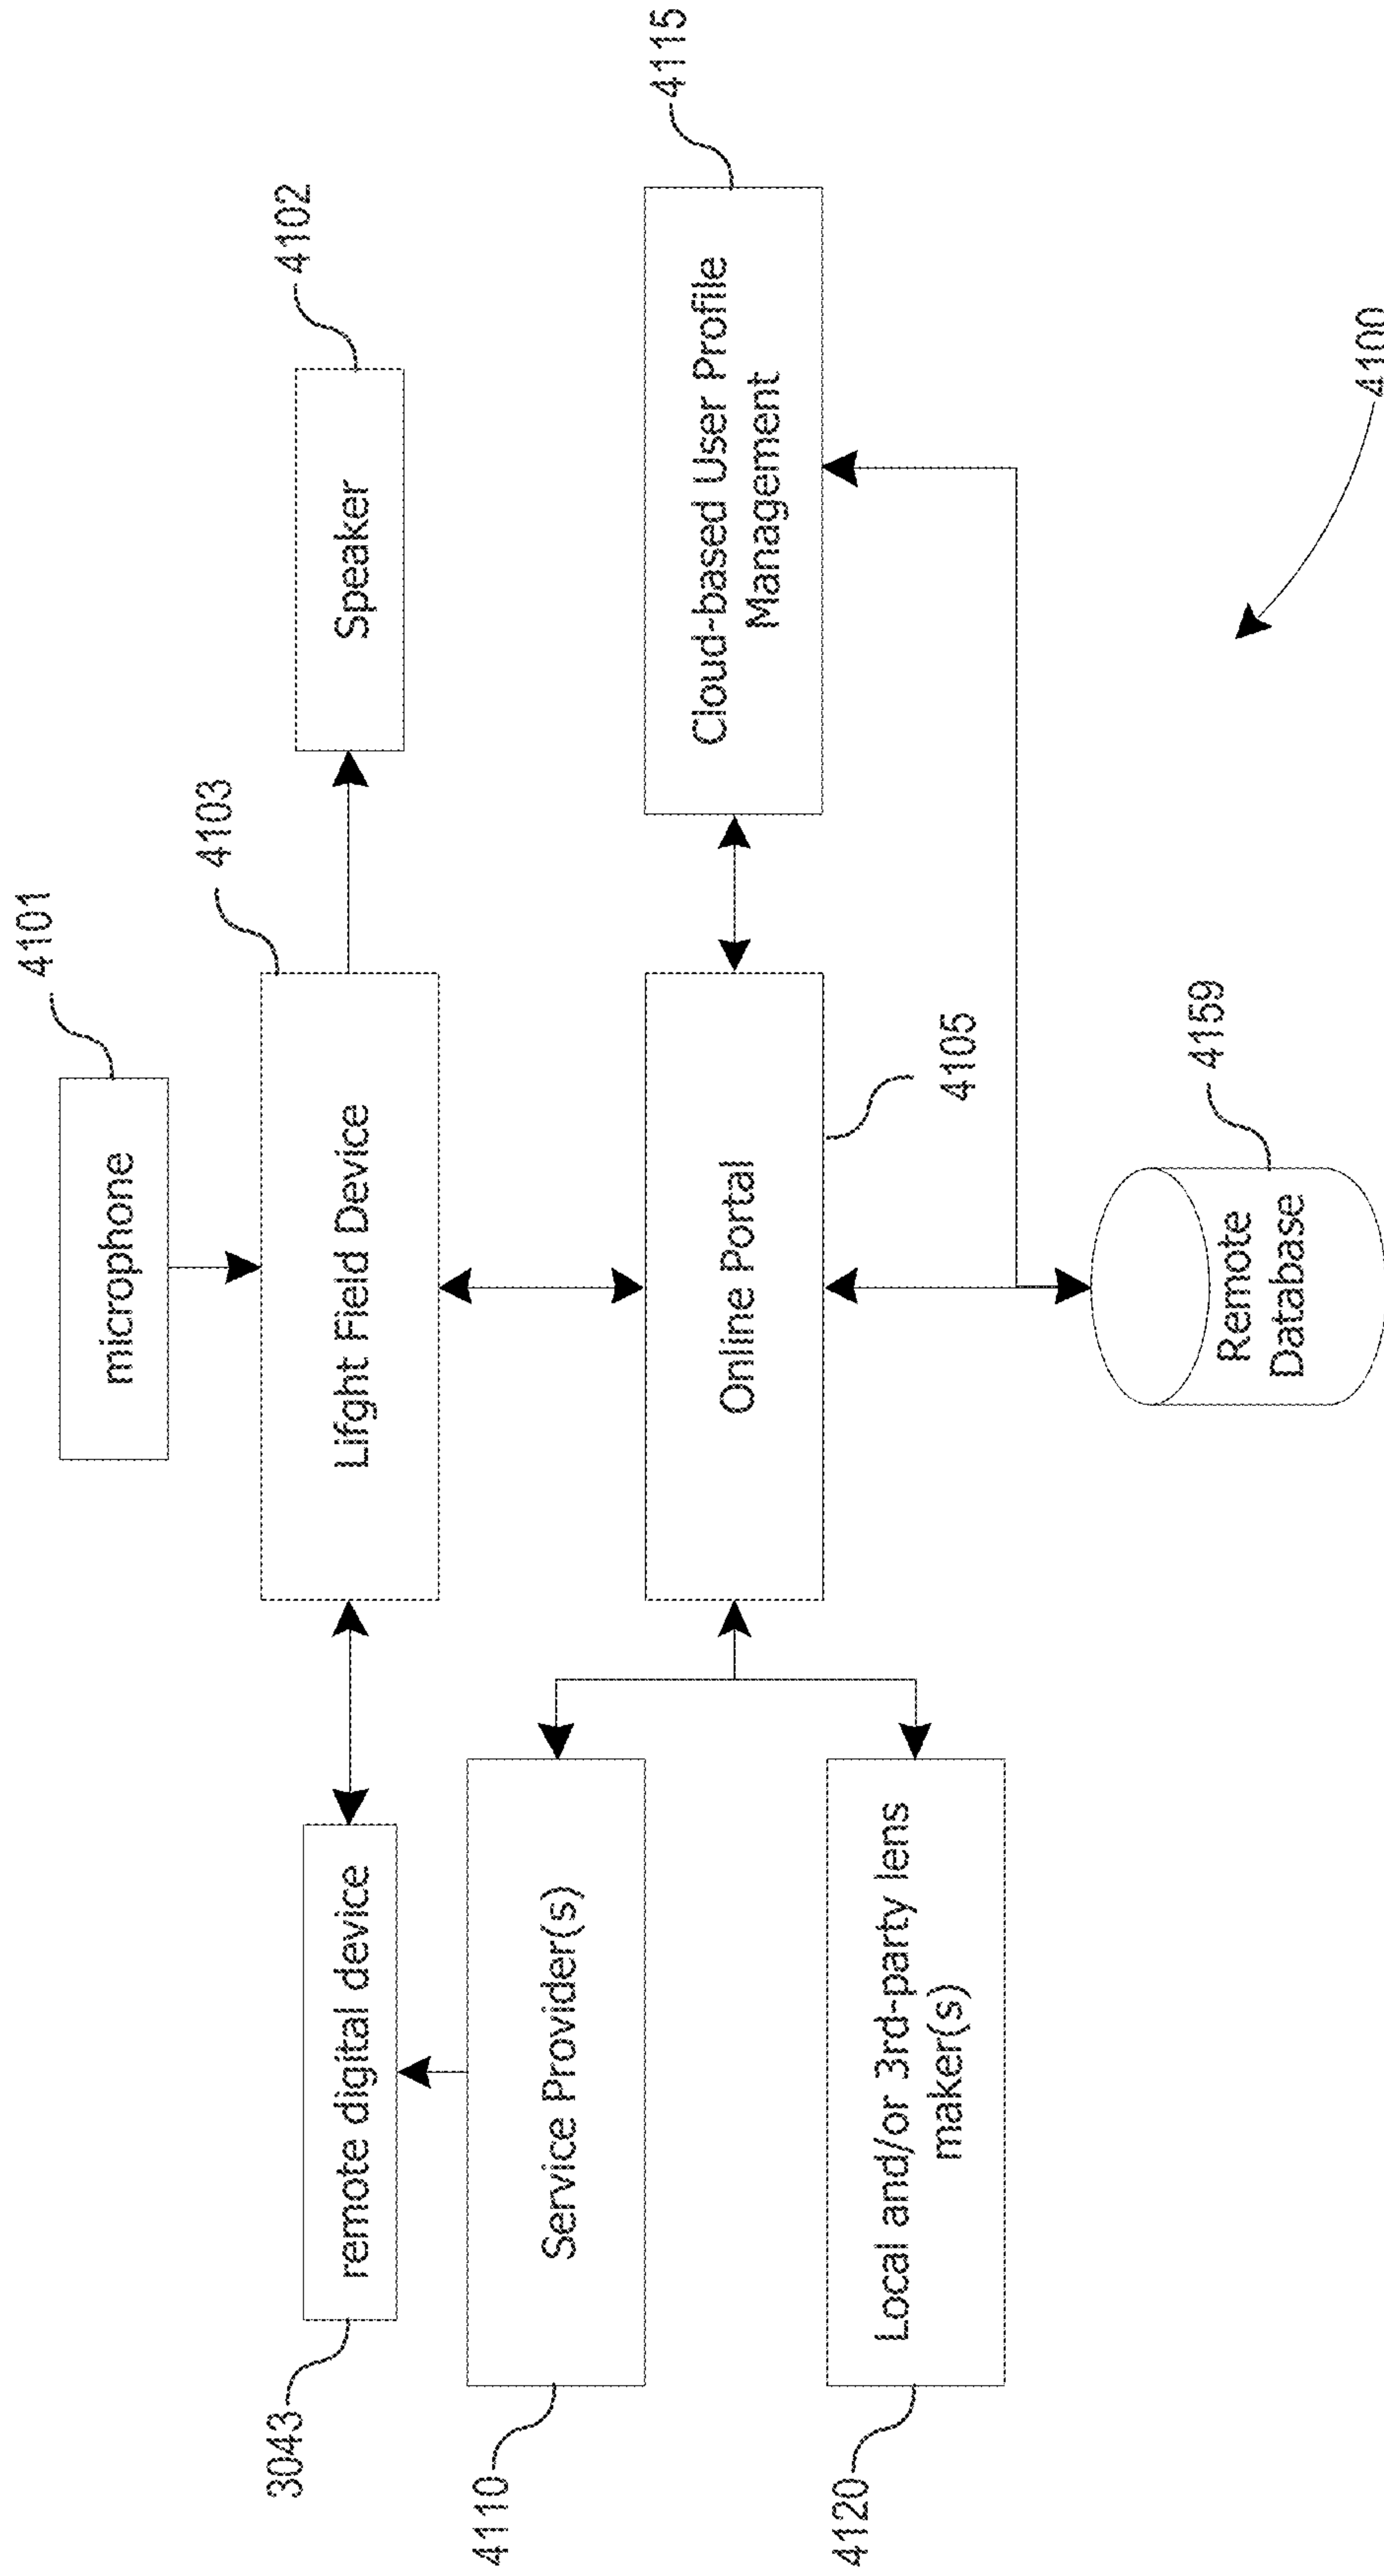 4101
microphone
4103
4102
Lifght Field Device
Speaker
3043
remote digital device
4110
Service Provider(s)
Online Portal
4105
4115
Cloud-based User Profile
Management
4120
Local and/or 3rd-party lens
maker(s)
4159
Remote
Database
4100